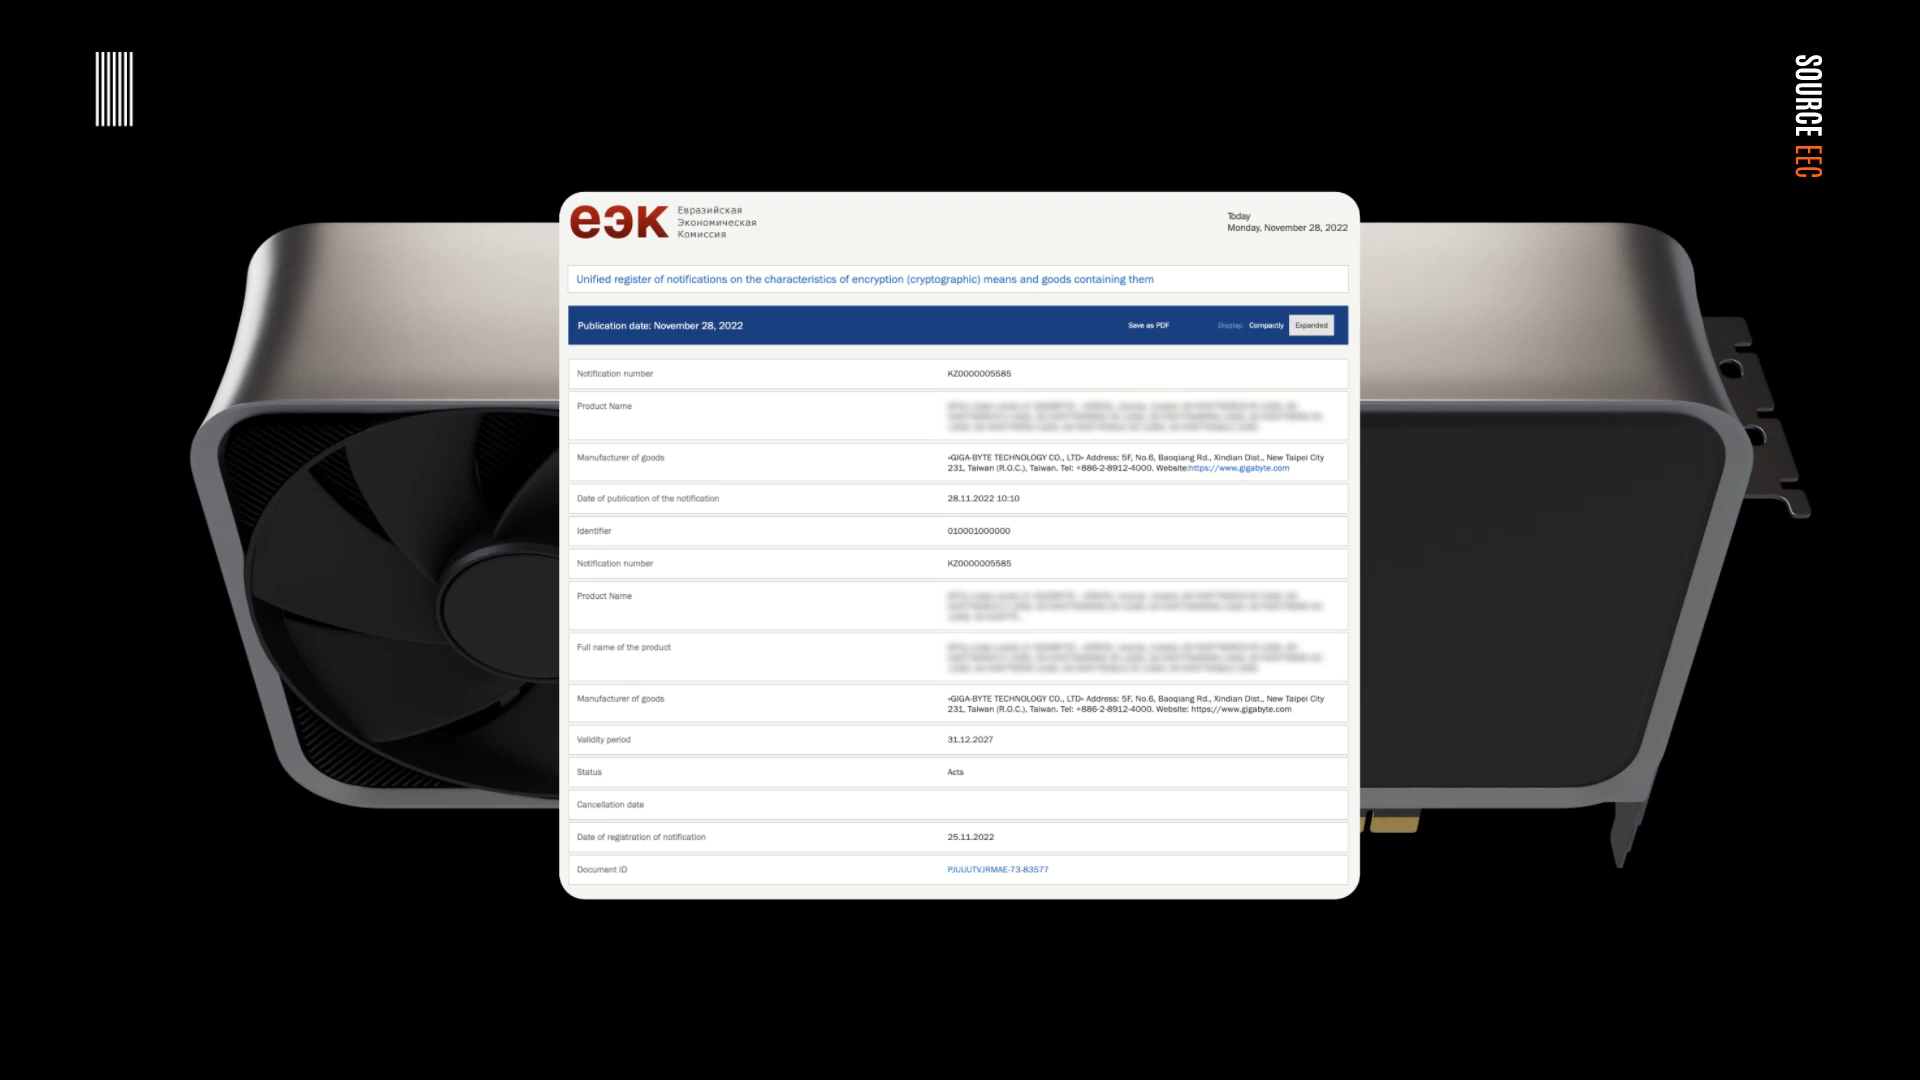 SOURCE EEC
еэк
Евразийская
Экономическая
Комиссия
Today
Monday, November 28, 2022
Unified register of notifications on the characteristics of encryption (cryptographic) means and goods containing them
Publication date: November 28, 2022
Save as PDF
Display: Compactly Expanded
Notification number KZ0000005585
Product Name
Manufacturer of goods «GIGA-BYTE TECHNOLOGY CO., LTD» Address: 5F, No.6, Baoqiang Rd., Xindian Dist., New Taipei City
231, Taiwan (R.O.C.), Taiwan. Tel: +886-2-8912-4000. Website:https://www.gigabyte.com
Date of publication of the notification 28.11.2022 10:10
Identifier 010001000000
Notification number KZ0000005585
Product Name
Full name of the product
Manufacturer of goods «GIGA-BYTE TECHNOLOGY CO., LTD» Address: 5F, No.6, Baoqiang Rd., Xindian Dist., New Taipei City
231, Taiwan (R.O.C.), Taiwan. Tel: +886-2-8912-4000. Website: https://www.gigabyte.com
Validity period 31.12.2027
Status Acts
Cancellation date
Date of registration of notification 25.11.2022
Document ID PJUUUTVJRMAE-73-83577